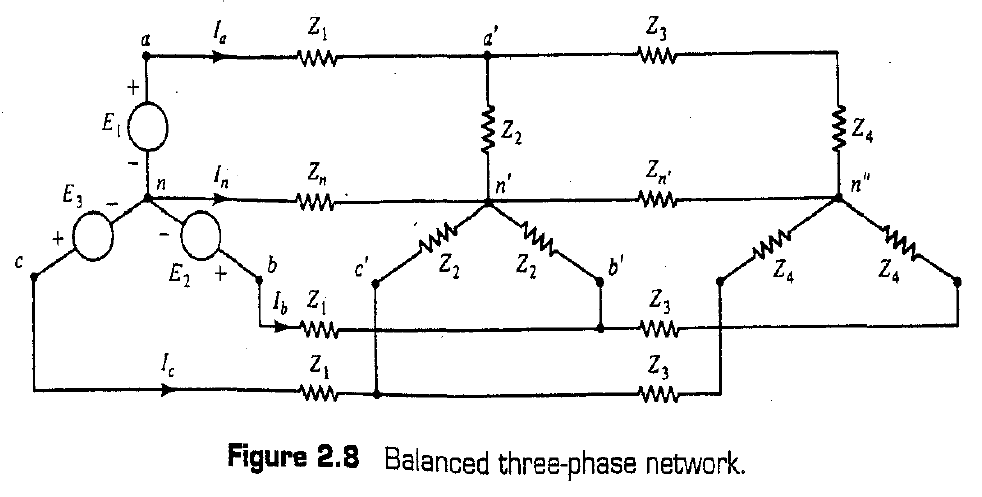 a I_a Z_1 a' Z_3
+
E_1 Z_2 Z_4
-
n I_n Z_n n' Z_n' n"
E_3 - -
+ E_2 +
c b c' Z_2 Z_2 b' Z_4 Z_4
I_b Z_1 Z_3
I_c Z_1 Z_3
Figure 2.8 Balanced three-phase network.